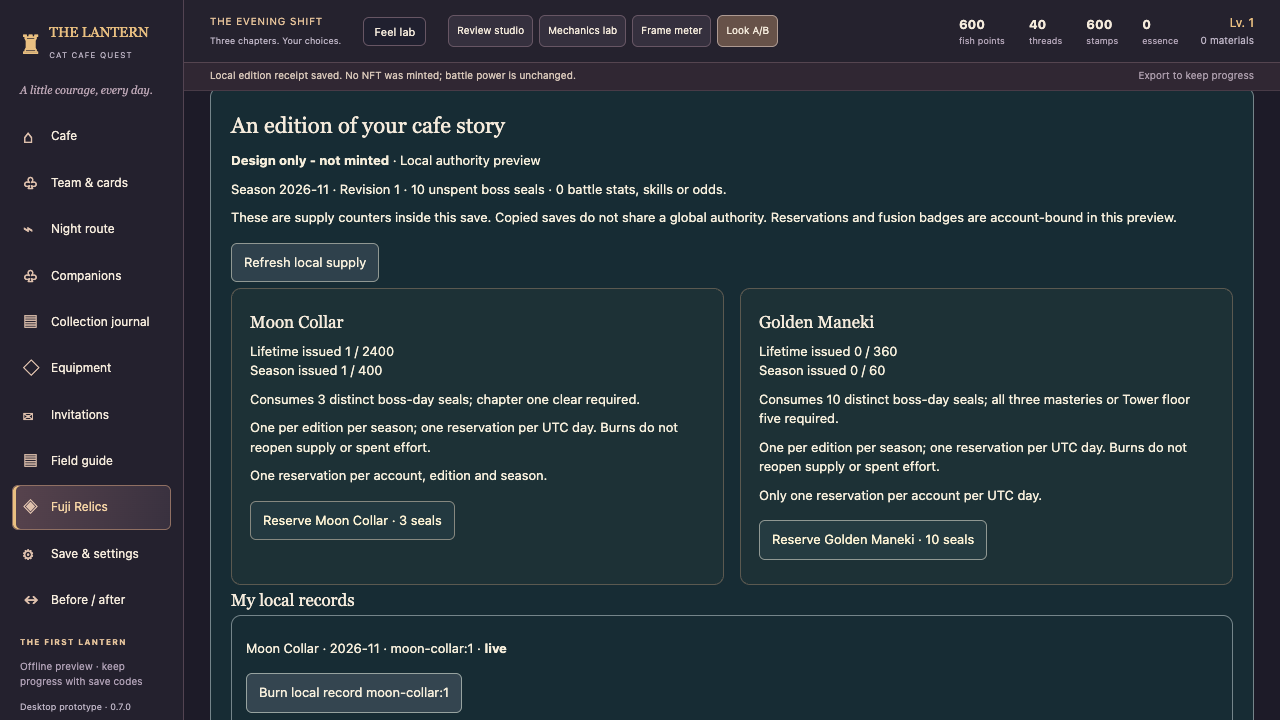 THE LANTERN
CAT CAFE QUEST
A little courage, every day.
Cafe
Team & cards
Night route
Companions
Collection journal
Equipment
Invitations
Field guide
Fuji Relics
Save & settings
Before / after
THE FIRST LANTERN
Offline preview · keep
progress with save codes
Desktop prototype · 0.7.0
THE EVENING SHIFT
Three chapters. Your choices.
Feel lab
Review studio
Mechanics lab
Frame meter
Look A/B
600
fish points
40
threads
600
stamps
0
essence
Lv. 1
0 materials
Local edition receipt saved. No NFT was minted; battle power is unchanged.
Export to keep progress
An edition of your cafe story
Design only - not minted · Local authority preview
Season 2026-11 · Revision 1 · 10 unspent boss seals · 0 battle stats, skills or odds.
These are supply counters inside this save. Copied saves do not share a global authority. Reservations and fusion badges are account-bound in this preview.
Refresh local supply
Moon Collar
Lifetime issued 1 / 2400
Season issued 1 / 400
Consumes 3 distinct boss-day seals; chapter one clear required.
One per edition per season; one reservation per UTC day. Burns do not
reopen supply or spent effort.
One reservation per account, edition and season.
Reserve Moon Collar · 3 seals
Golden Maneki
Lifetime issued 0 / 360
Season issued 0 / 60
Consumes 10 distinct boss-day seals; all three masteries or Tower floor
five required.
One per edition per season; one reservation per UTC day. Burns do not
reopen supply or spent effort.
Only one reservation per account per UTC day.
Reserve Golden Maneki · 10 seals
My local records
Moon Collar · 2026-11 · moon-collar:1 · live
Burn local record moon-collar:1